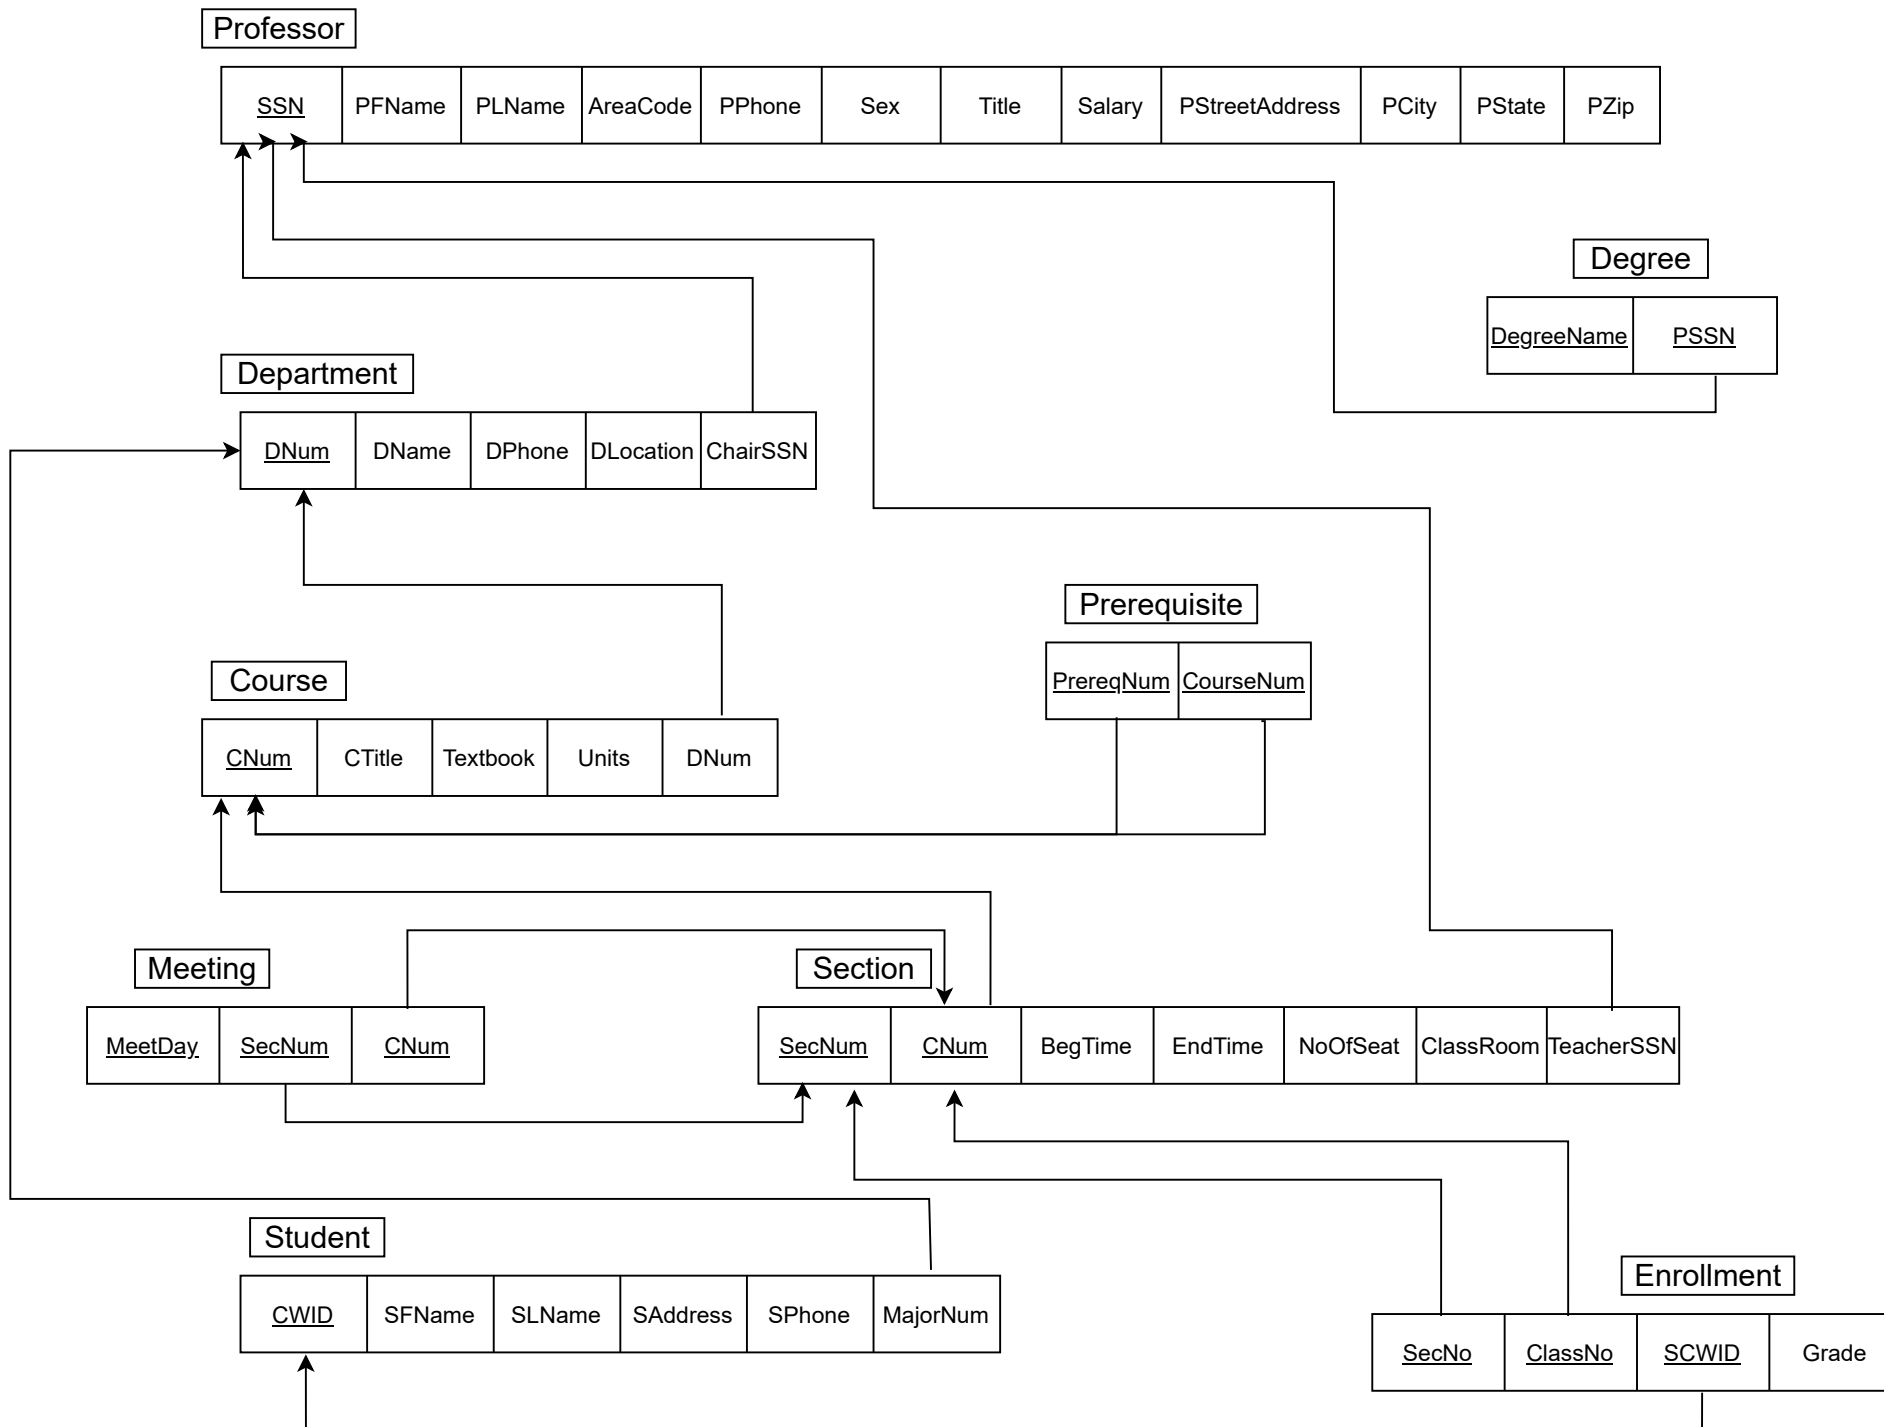 Professor
SSN PFName PLName AreaCode PPhone Sex Title Salary PStreetAddress PCity PState PZip
Degree
DegreeName PSSN
Department
DNum DName DPhone DLocation ChairSSN
Prerequisite
PrereqNum CourseNum
Course
CNum CTitle Textbook Units DNum
Meeting
MeetDay SecNum CNum
Section
SecNum CNum BegTime EndTime NoOfSeat ClassRoom TeacherSSN
Student
CWID SFName SLName SAddress SPhone MajorNum
Enrollment
SecNo ClassNo SCWID Grade